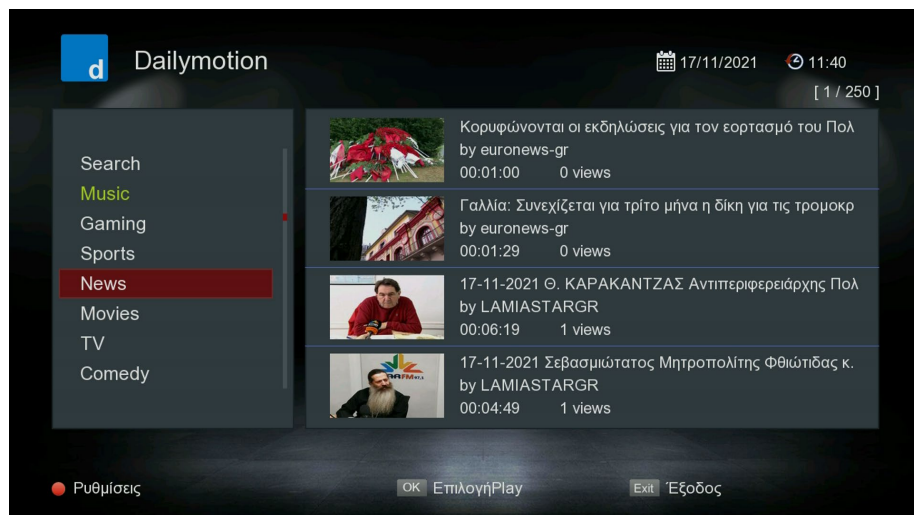 d
Dailymotion
17/11/2021
11:40
[ 1 / 250 ]
Search
Music
Gaming
Sports
News
Movies
TV
Comedy
Κορυφώνονται οι εκδηλώσεις για τον εορτασμό του Πολ
by euronews-gr
00:01:00 0 views
Γαλλία: Συνεχίζεται για τρίτο μήνα η δίκη για τις τρομοκρ
by euronews-gr
00:01:29 0 views
17-11-2021 Θ. ΚΑΡΑΚΑΝΤΖΑΣ Αντιπεριφερειάρχης Πολ
by LAMIASTARGR
00:06:19 1 views
17-11-2021 Σεβασμιώτατος Μητροπολίτης Φθιώτιδας κ.
by LAMIASTARGR
00:04:49 1 views
Ρυθμίσεις
OK ΕπιλογήPlay
Exit Έξοδος